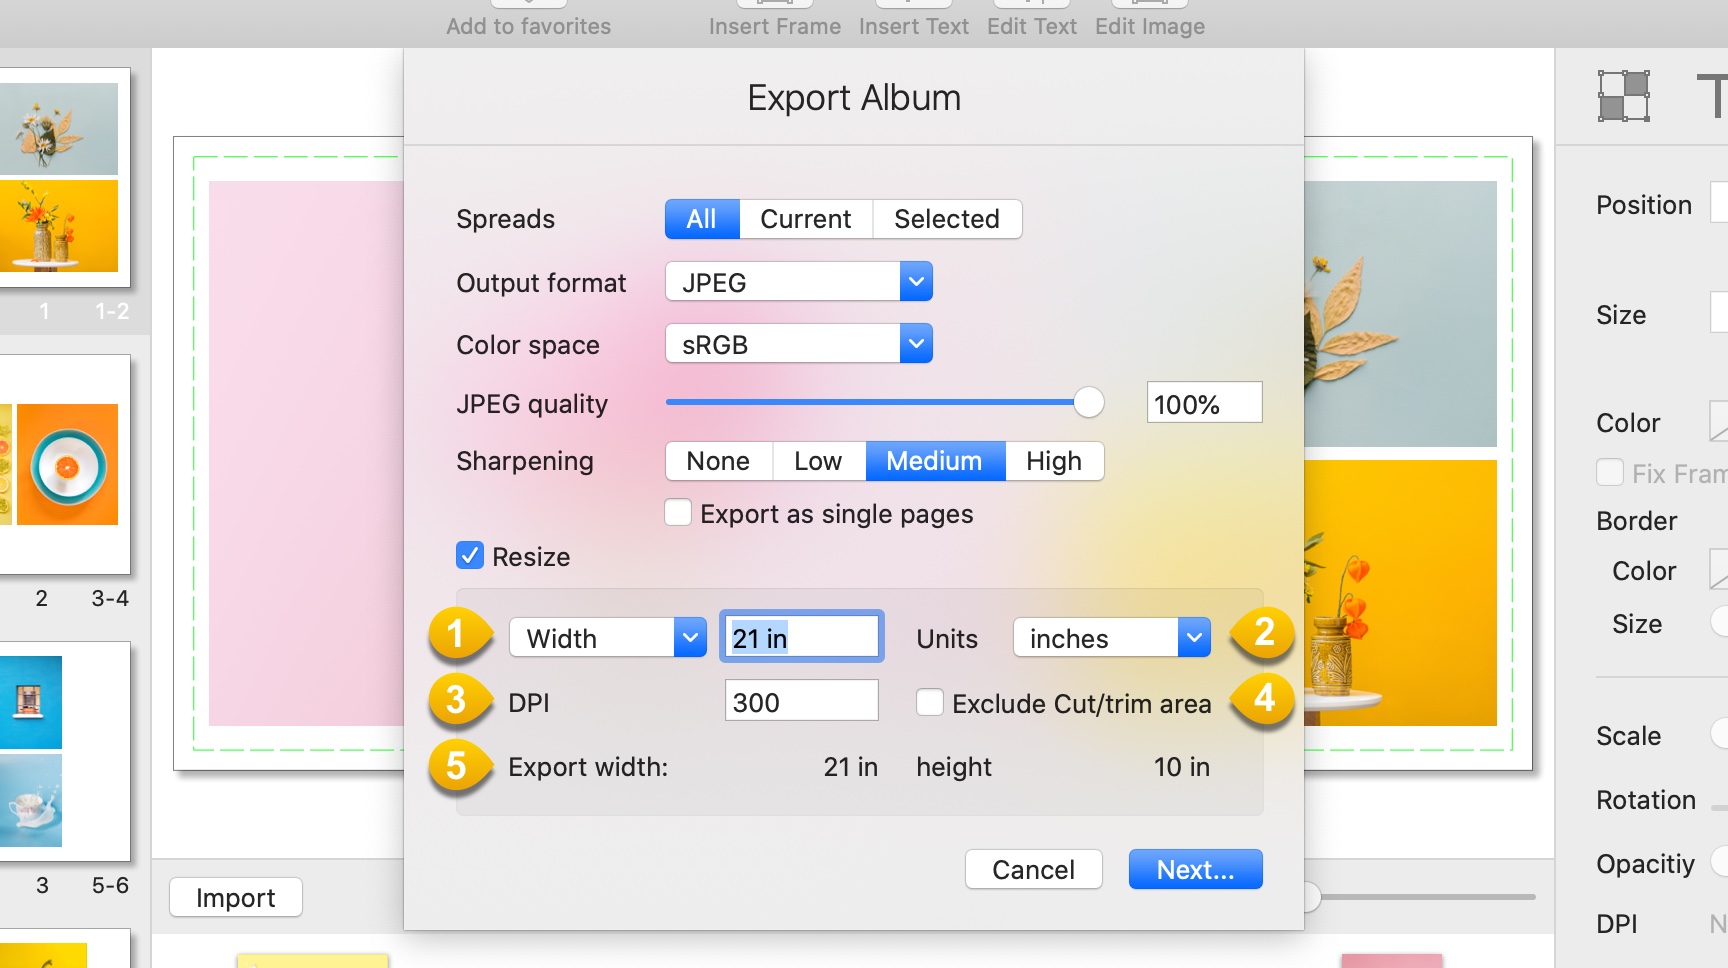 Add to favorites Insert Frame Insert Text Edit Text Edit Image
Export Album
Spreads All Current Selected
Output format JPEG
Color space sRGB
JPEG quality 100%
Sharpening None Low Medium High
Export as single pages
Resize
1 Width 21 in Units inches 2
3 DPI 300 Exclude Cut/trim area 4
5 Export width: 21 in height 10 in
Cancel Next...
1 1-2
2 3-4
3 5-6
Import
T
Position
Size
Color
Fix Fram
Border
Color
Size
Scale
Rotation
Opacitiy
DPI N